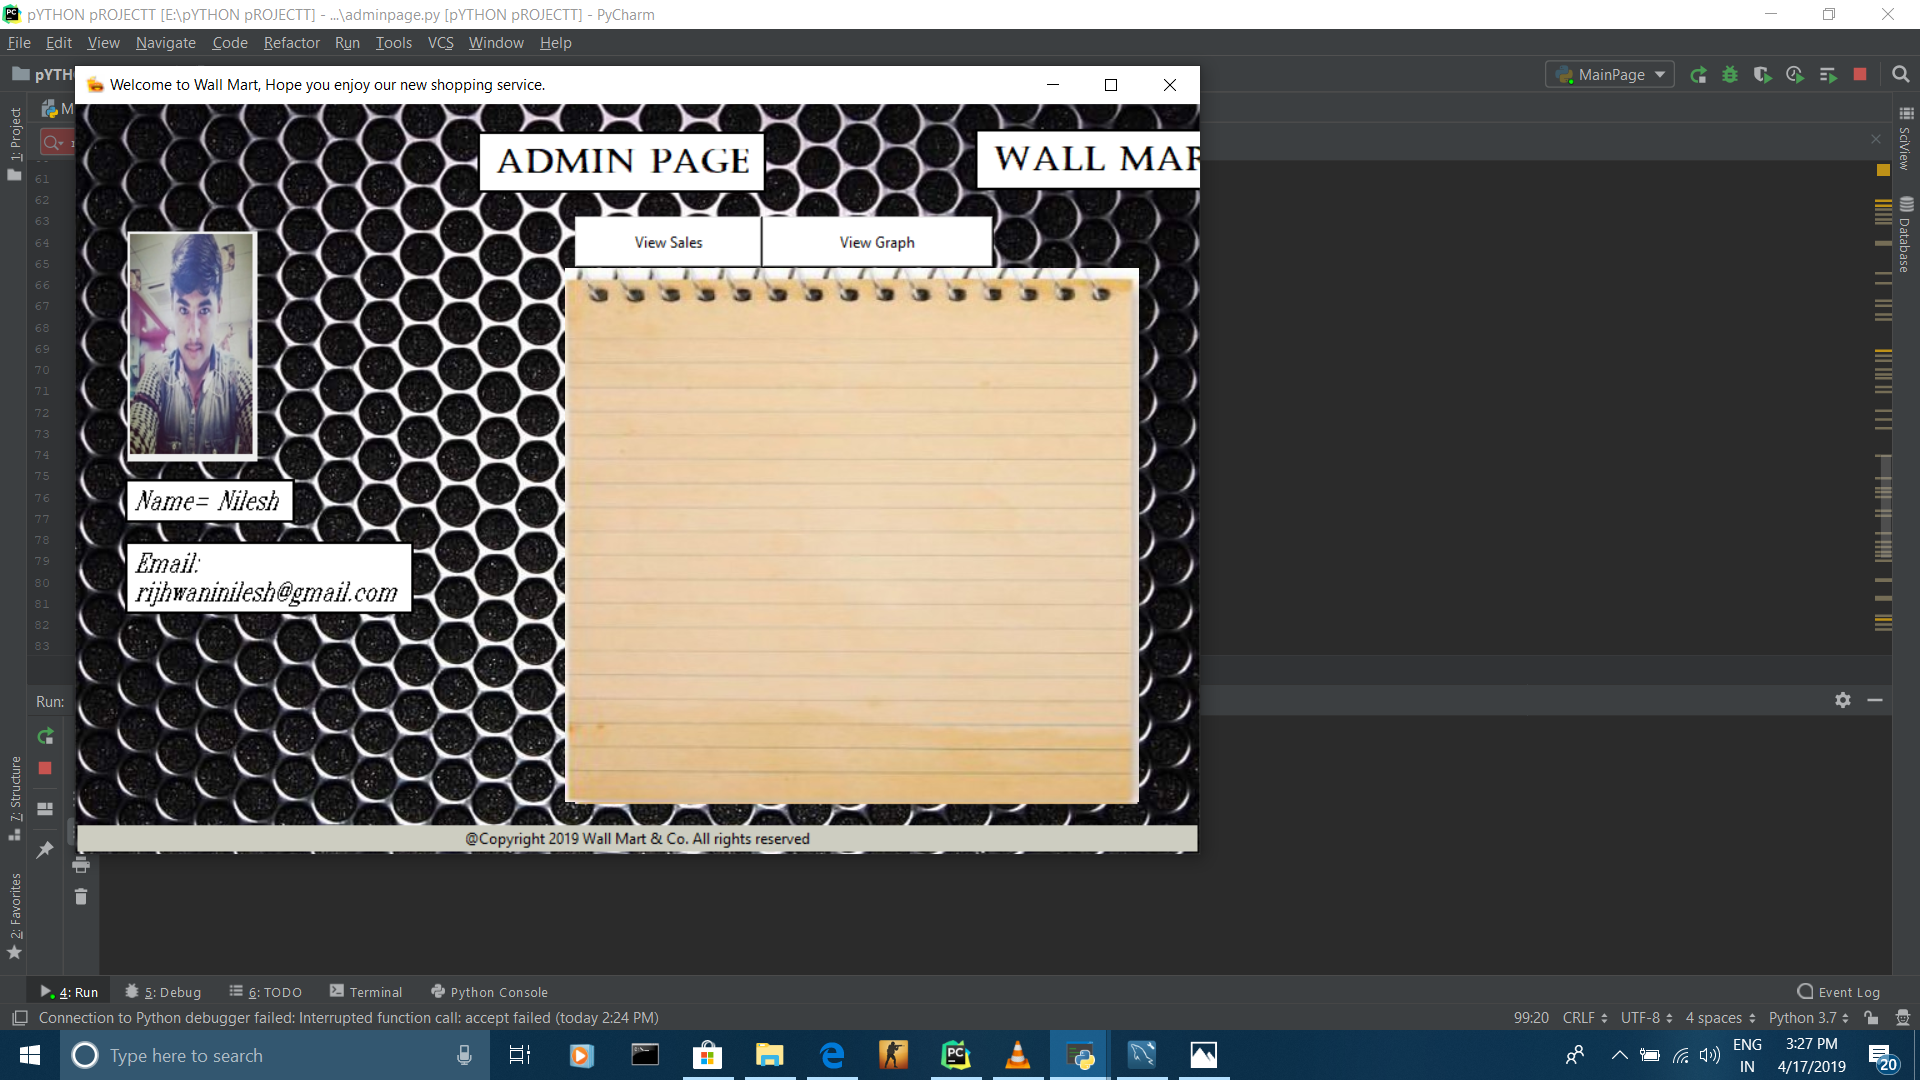 pYTHON pROJECTT [E:\pYTHON pROJECTT] - ...\adminpage.py [pYTHON pROJECTT] - PyCharm
File Edit View Navigate Code Refactor Run Tools VCS Window Help
pYTH
MainPage
Welcome to Wall Mart, Hope you enjoy our new shopping service.
M
1: Project
SciView
Database
ADMIN PAGE
WALL MAR
View Sales
View Graph
61
62
63
64
65
66
67
68
69
70
71
72
73
74
75
76
77
78
79
80
81
82
83
Name= Nilesh
Email:
rijhwaninilesh@gmail.com
@Copyright 2019 Wall Mart & Co. All rights reserved
Run:
7: Structure
2: Favorites
4: Run 5: Debug 6: TODO Terminal Python Console Event Log
Connection to Python debugger failed: Interrupted function call: accept failed (today 2:24 PM) 99:20 CRLF UTF-8 4 spaces Python 3.7
Type here to search
PC
ENG
IN
3:27 PM
4/17/2019
20